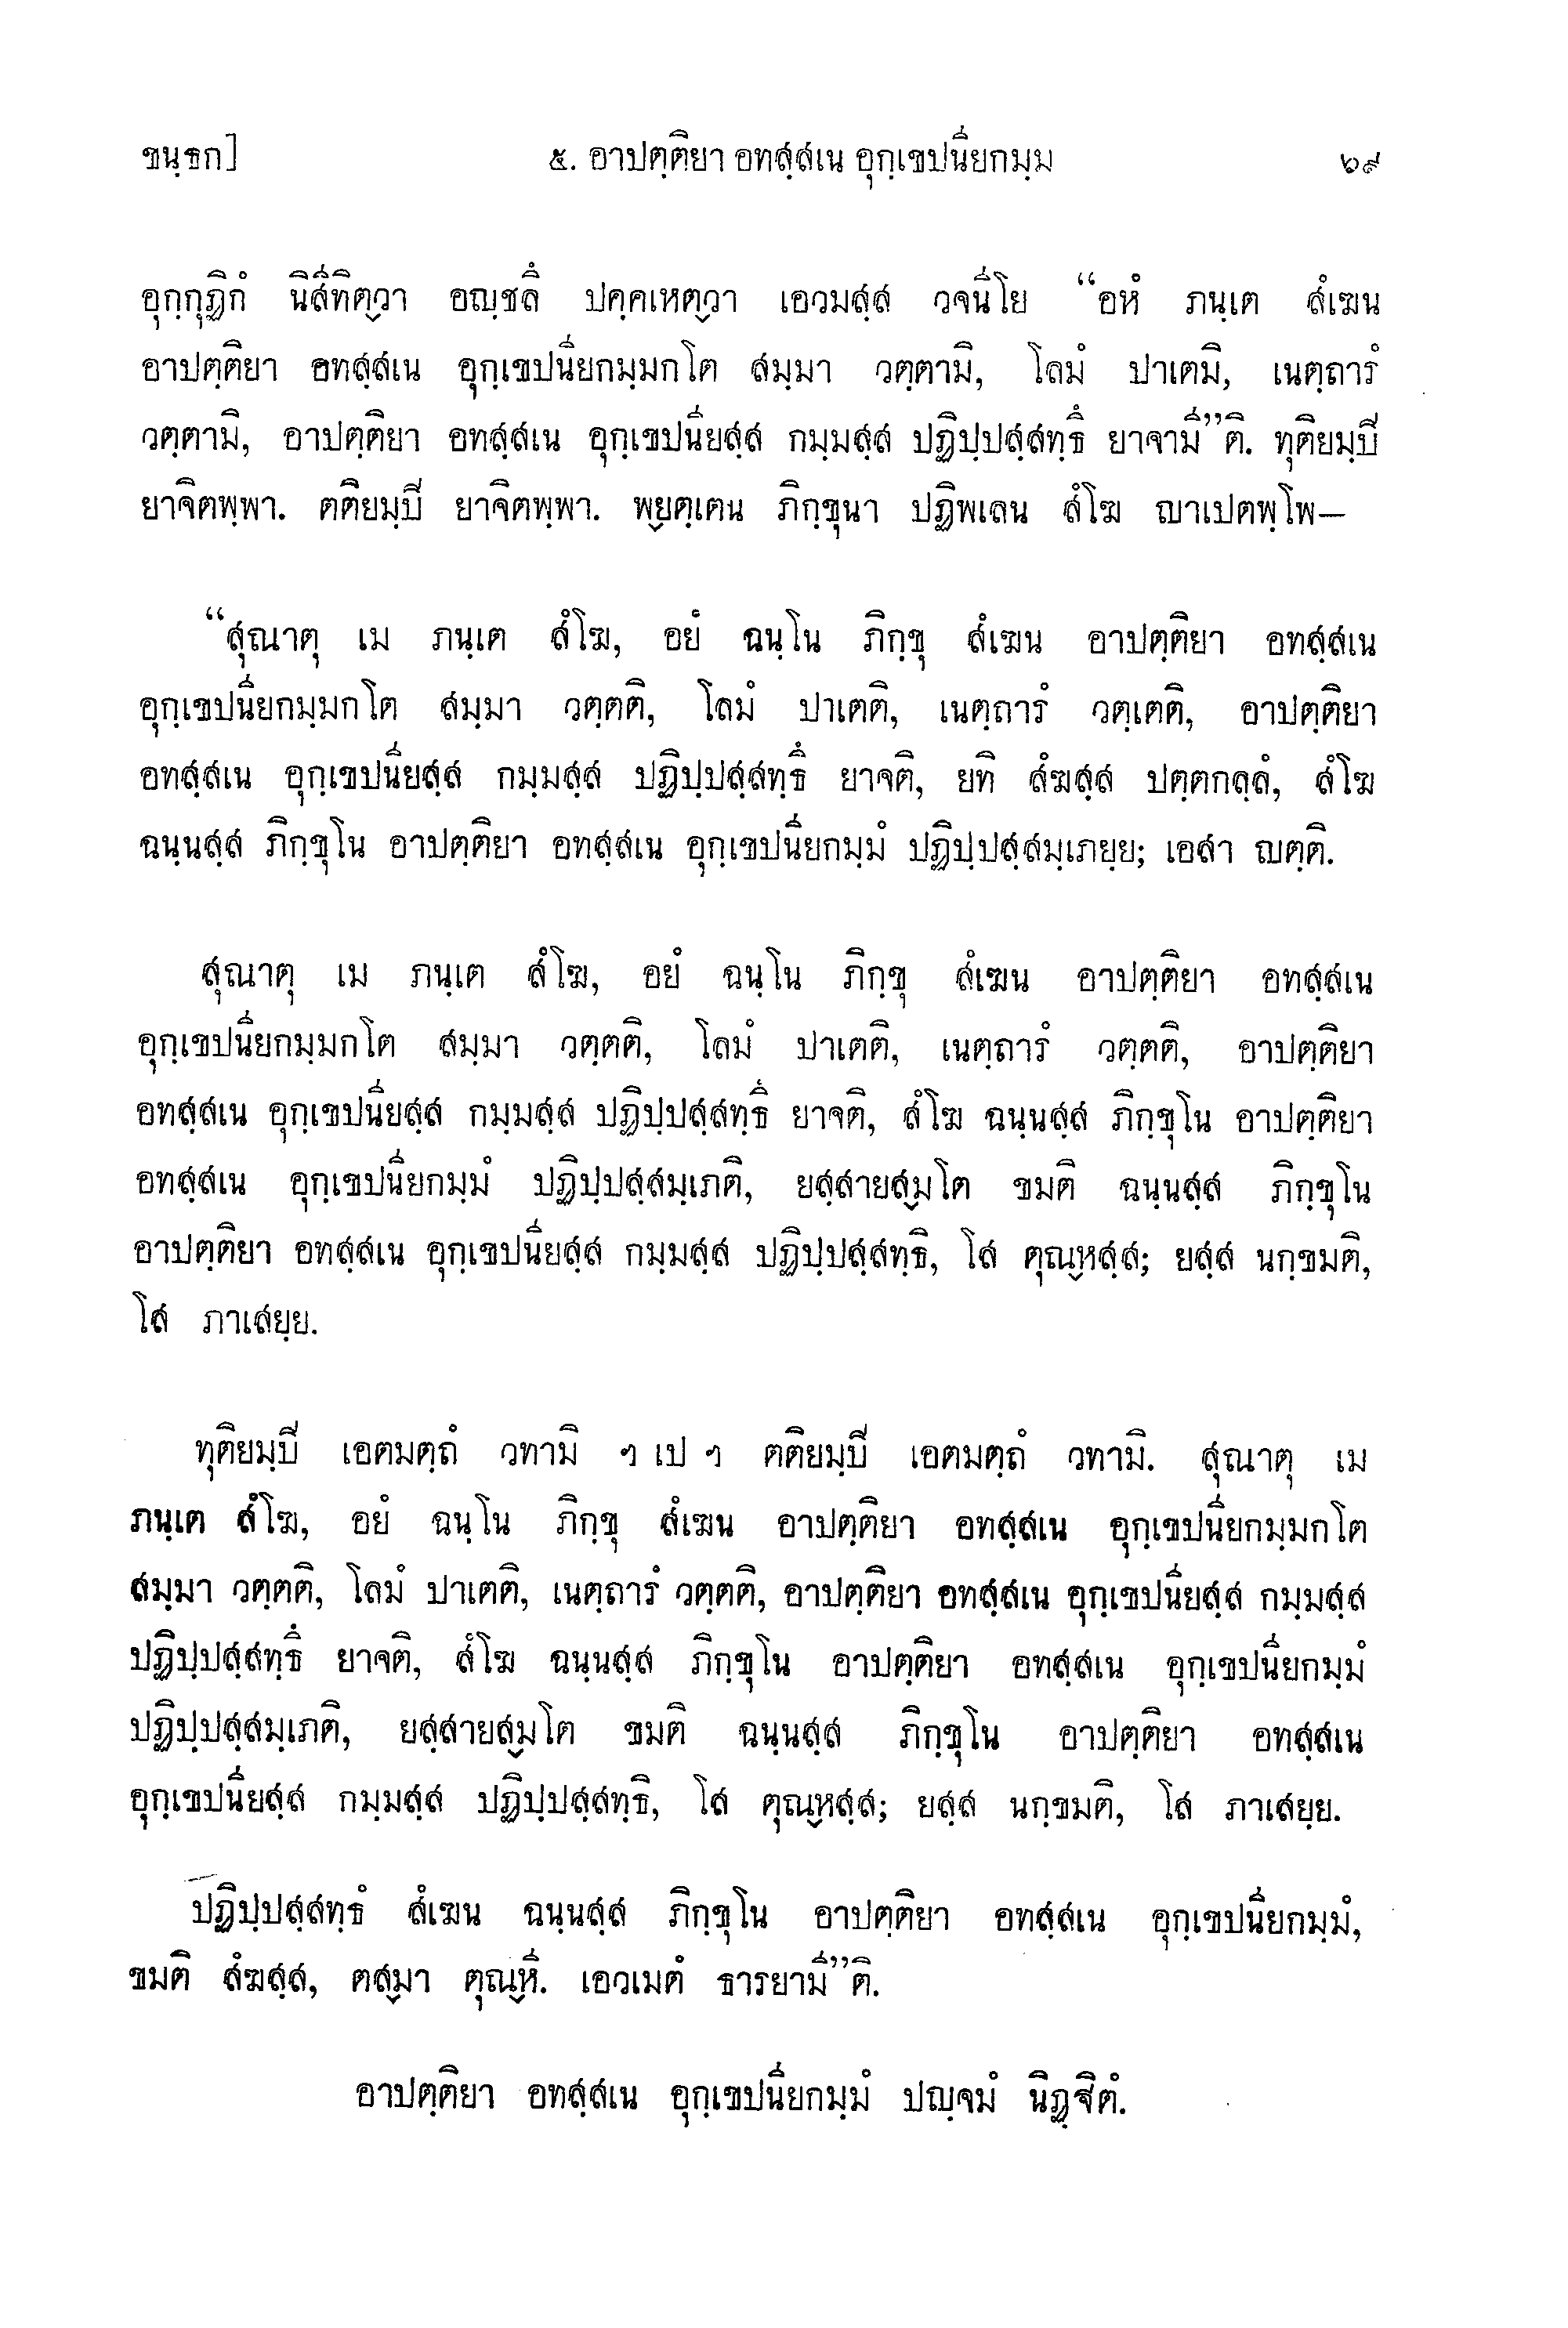 ขนฺธก]
๕. อาปตฺติยา อทสฺสเน อุกฺเขปนียกมฺม
๖๙
อุกฺกุฏิกํ นิสีทิตฺวา อญฺชลึ ปคฺคเหตฺวา เอวมสฺส วจนีโย “อหํ ภนฺเต สํเฆน
อาปตฺติยา อทสฺสเน อุกฺเขปนียกมฺมกโต สมฺมา วตฺตามิ, โลมํ ปาเตมิ, เนตฺถารํ
วตฺตามิ, อาปตฺติยา อทสฺสเน อุกฺเขปนียสฺส กมฺมสฺส ปฏิปฺปสฺสทฺธึ ยาจามี”ติ. ทุติยมฺปิ
ยาจิตพฺพา. ตติยมฺปิ ยาจิตพฺพา. พฺยตฺเตน ภิกฺขุนา ปฏิพเลน สํโฆ ญาเปตพฺโพ–
“สุณาตุ เม ภนฺเต สํโฆ, อยํ ฉนฺโน ภิกฺขุ สํเฆน อาปตฺติยา อทสฺสเน
อุกฺเขปนียกมฺมกโต สมฺมา วตฺตติ, โลมํ ปาเตติ, เนตฺถารํ วตฺเตติ, อาปตฺติยา
อทสฺสเน อุกฺเขปนียสฺส กมฺมสฺส ปฏิปฺปสฺสทฺธึ ยาจติ, ยทิ สํฆสฺส ปตฺตกลฺลํ, สํโฆ
ฉนฺนสฺส ภิกฺขุโน อาปตฺติยา อทสฺสเน อุกฺเขปนียกมฺมํ ปฏิปฺปสฺสมฺเภยฺย; เอสา ญตฺติ.
สุณาตุ เม ภนฺเต สํโฆ, อยํ ฉนฺโน ภิกฺขุ สํเฆน อาปตฺติยา อทสฺสเน
อุกฺเขปนียกมฺมกโต สมฺมา วตฺตติ, โลมํ ปาเตติ, เนตฺถารํ วตฺตติ, อาปตฺติยา
อทสฺสเน อุกฺเขปนียสฺส กมฺมสฺส ปฏิปฺปสฺสทฺธึ ยาจติ, สํโฆ ฉนฺนสฺส ภิกฺขุโน อาปตฺติยา
อทสฺสเน อุกฺเขปนียกมฺมํ ปฏิปฺปสฺสมฺเภติ, ยสฺสายสฺมโต ขมติ ฉนฺนสฺส ภิกฺขุโน
อาปตฺติยา อทสฺสเน อุกฺเขปนียสฺส กมฺมสฺส ปฏิปฺปสฺสทฺธิ, โส ตุณฺหสฺส; ยสฺส นกฺขมติ,
โส ภาเสยฺย.
ทุติยมฺปิ เอตมตฺถํ วทามิ ฯ เป ฯ ตติยมฺปิ เอตมตฺถํ วทามิ. สุณาตุ เม
ภนฺเต สํโฆ, อยํ ฉนฺโน ภิกฺขุ สํเฆน อาปตฺติยา อทสฺสเน อุกฺเขปนียกมฺมกโต
สมฺมา วตฺตติ, โลมํ ปาเตติ, เนตฺถารํ วตฺตติ, อาปตฺติยา อทสฺสเน อุกฺเขปนียสฺส กมฺมสฺส
ปฏิปฺปสฺสทฺธึ ยาจติ, สํโฆ ฉนฺนสฺส ภิกฺขุโน อาปตฺติยา อทสฺสเน อุกฺเขปนียกมฺมํ
ปฏิปฺปสฺสมฺเภติ, ยสฺสายสฺมโต ขมติ ฉนฺนสฺส ภิกฺขุโน อาปตฺติยา อทสฺสเน
อุกฺเขปนียสฺส กมฺมสฺส ปฏิปฺปสฺสทฺธิ, โส ตุณฺหสฺส; ยสฺส นกฺขมติ, โส ภาเสยฺย.
ปฏิปฺปสฺสทฺธํ สํเฆน ฉนฺนสฺส ภิกฺขุโน อาปตฺติยา อทสฺสเน อุกฺเขปนียกมฺมํ,
ขมติ สํฆสฺส, ตสฺมา ตุณฺหี. เอวเมตํ ธารยามี”ติ.
อาปตฺติยา อทสฺสเน อุกฺเขปนียกมฺมํ ปญฺจมํ นิฏฺฐิตํ.